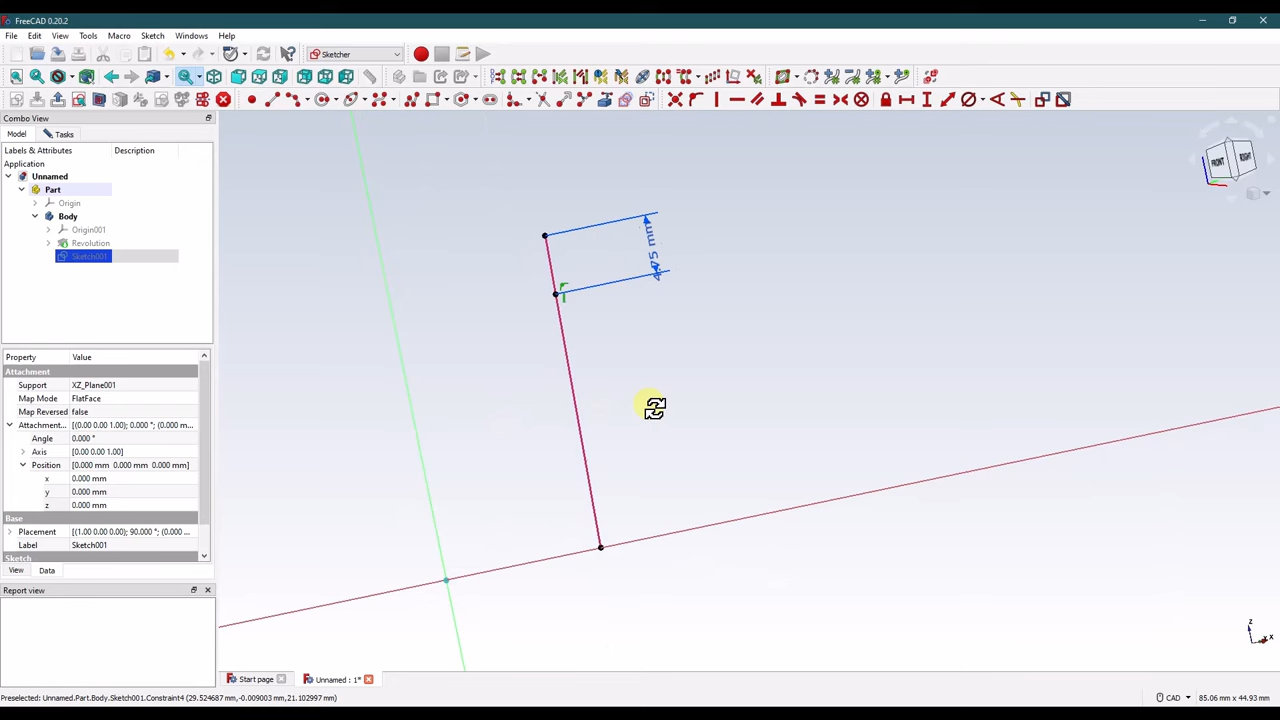 FreeCAD 0.20.2
File Edit View Tools Macro Sketch Windows Help
Sketcher
Combo View
Model Tasks
Labels & Attributes Description
Application
Unnamed
Part
Origin
Body
Origin001
Revolution
Sketch001
FRONT RIGHT
4.75 mm
Property Value
Attachment
Support XZ_Plane001
Map Mode FlatFace
Map Reversed false
Attachment... [(0.00 0.00 1.00); 0.000 °; (0.000 m...
Angle 0.000 °
Axis [0.00 0.00 1.00]
Position [0.000 mm 0.000 mm 0.000 mm]
x 0.000 mm
y 0.000 mm
z 0.000 mm
Base
Placement [(1.00 0.00 0.00); 90.000 °; (0.000 ...
Label Sketch001
Sketch
View Data
Report view
z
x
Start page Unnamed : 1*
Preselected: Unnamed.Part.Body.Sketch001.Constraint4 (29.524687 mm,-0.009003 mm,21.102997 mm) CAD 85.06 mm × 44.93 mm